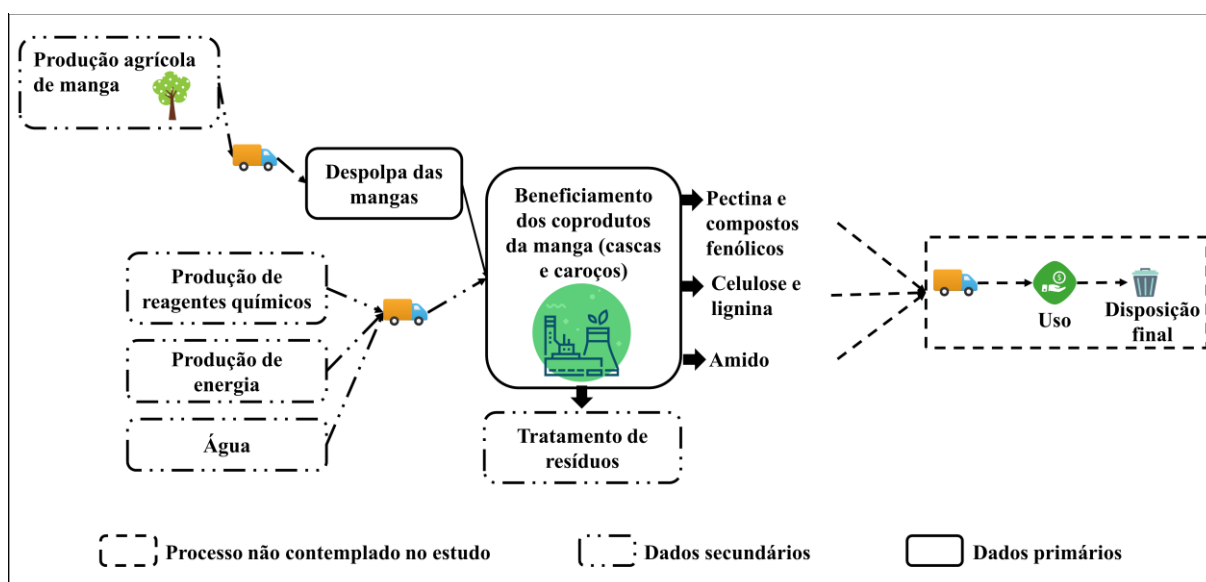 Produção agrícola
de manga
Despolpa das
mangas
Produção de
reagentes químicos
Produção de
energia
Água
Beneficiamento
dos coprodutos
da manga (cascas
e caroços)
Tratamento de
resíduos
Pectina e
compostos
fenólicos
Celulose e
lignina
Amido
Uso
Disposição
final
Processo não contemplado no estudo
Dados secundários
Dados primários